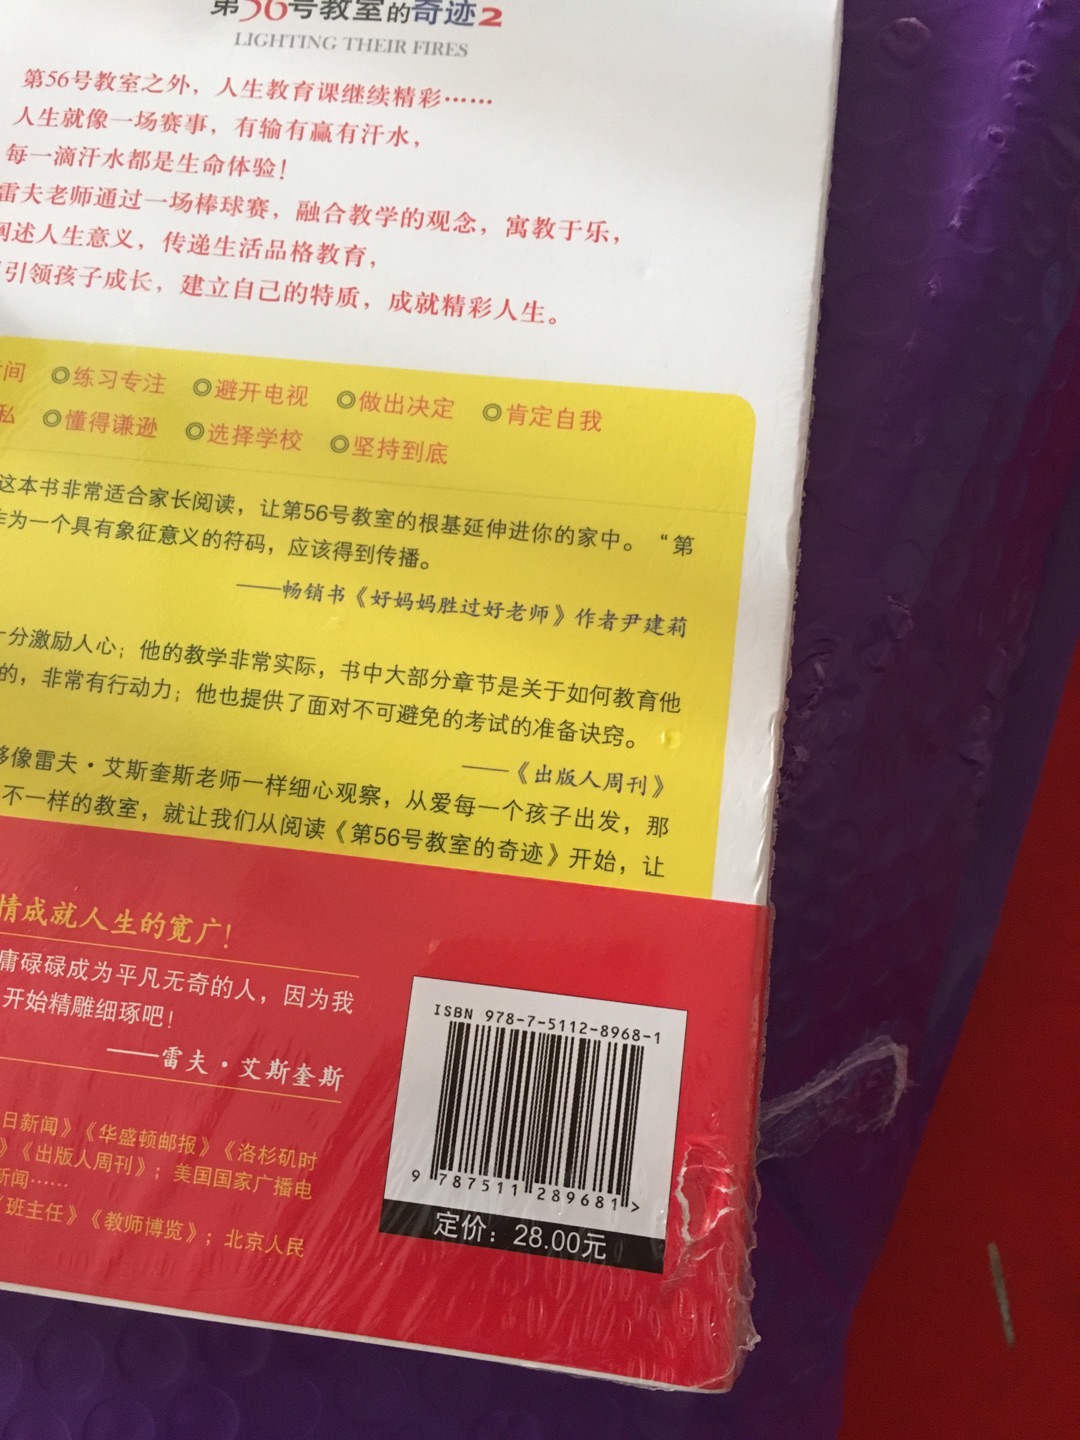 第56号教室的奇迹2
LIGHTING THEIR FIRES
第56号教室之外，人生教育课继续精彩……
人生就像一场赛事，有输有赢有汗水，
每一滴汗水都是生命体验！
雷夫老师通过一场棒球赛，融合教学的观念，寓教于乐，
阐述人生意义，传递生活品格教育，
引领孩子成长，建立自己的特质，成就精彩人生。
间 ◎练习专注 ◎避开电视 ◎做出决定 ◎肯定自我
私 ◎懂得谦逊 ◎选择学校 ◎坚持到底
这本书非常适合家长阅读，让第56号教室的根基延伸进你的家中。“第
作为一个具有象征意义的符码，应该得到传播。
——畅销书《好妈妈胜过好老师》作者尹建莉
十分激励人心；他的教学非常实际，书中大部分章节是关于如何教育他
的，非常有行动力；他也提供了面对不可避免的考试的准备诀窍。
——《出版人周刊》
够像雷夫·艾斯奎斯老师一样细心观察，从爱每一个孩子出发，那
不一样的教室，就让我们从阅读《第56号教室的奇迹》开始，让
情成就人生的宽广！
庸碌碌成为平凡无奇的人，因为我
开始精雕细琢吧！
——雷夫·艾斯奎斯
日新闻》《华盛顿邮报》《洛杉矶时
》《出版人周刊》；美国国家广播电
新闻……
《班主任》《教师博览》；北京人民
ISBN 978-7-5112-8968-1
9 787511 289681 >
定价：28.00元